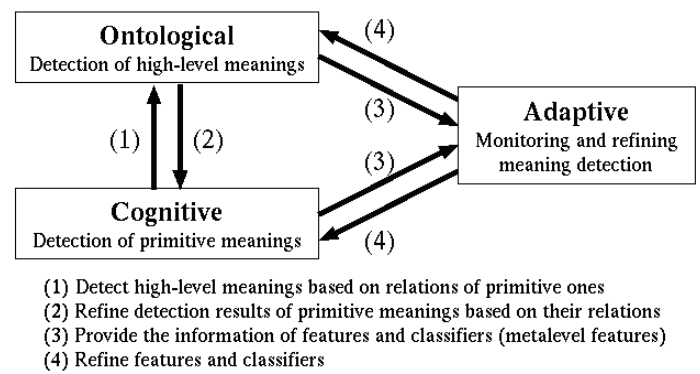 Ontological
Detection of high-level meanings
(4)
(3)
Adaptive
Monitoring and refining
meaning detection
(1)
(2)
(3)
(4)
Cognitive
Detection of primitive meanings
(1) Detect high-level meanings based on relations of primitive ones
(2) Refine detection results of primitive meanings based on their relations
(3) Provide the information of features and classifiers (metalevel features)
(4) Refine features and classifiers